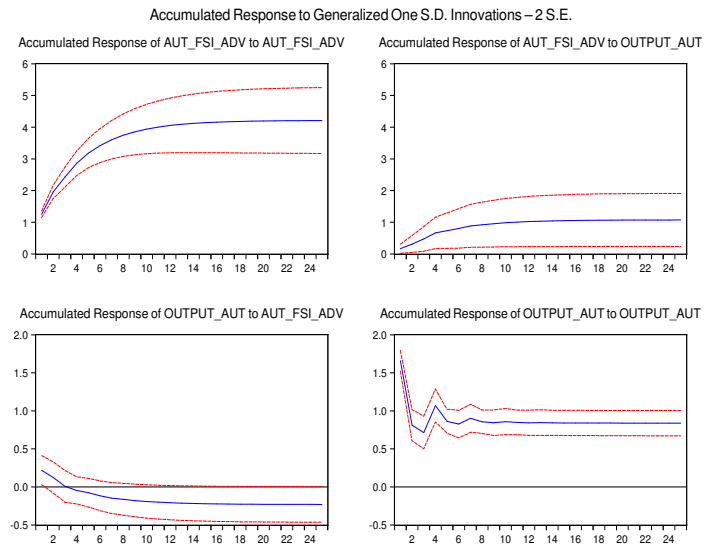 Accumulated Response to Generalized One S.D. Innovations – 2 S.E.
Accumulated Response of AUT_FSI_ADV to AUT_FSI_ADV
6
5
4
3
2
1
0
2 4 6 8 10 12 14 16 18 20 22 24
Accumulated Response of AUT_FSI_ADV to OUTPUT_AUT
6
5
4
3
2
1
0
2 4 6 8 10 12 14 16 18 20 22 24
Accumulated Response of OUTPUT_AUT to AUT_FSI_ADV
2.0
1.5
1.0
0.5
0.0
-0.5
2 4 6 8 10 12 14 16 18 20 22 24
Accumulated Response of OUTPUT_AUT to OUTPUT_AUT
2.0
1.5
1.0
0.5
0.0
-0.5
2 4 6 8 10 12 14 16 18 20 22 24